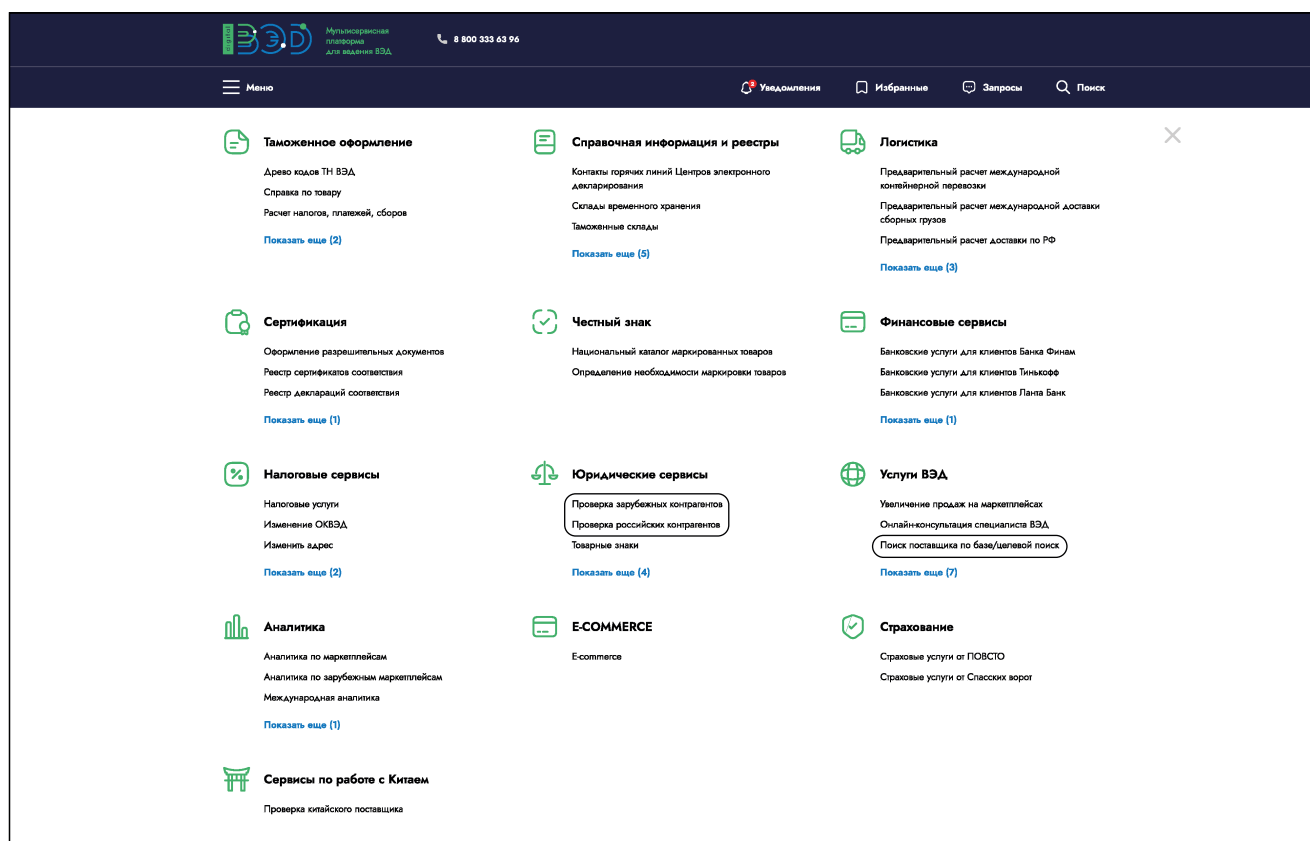 digital
ВЭД
Мультисервисная
платформа
для ведения ВЭД
8 800 333 63 96
Меню
2
Уведомления
Избранные
Запросы
Поиск
Таможенное оформление
Древо кодов ТН ВЭД
Справка по товару
Расчет налогов, платежей, сборов
Показать еще (2)
Справочная информация и реестры
Контакты горячих линий Центров электронного
декларирования
Склады временного хранения
Таможенные склады
Показать еще (5)
Логистика
Предварительный расчет международной
контейнерной перевозки
Предварительный расчет международной доставки
сборных грузов
Предварительный расчет доставки по РФ
Показать еще (3)
Сертификация
Оформление разрешительных документов
Реестр сертификатов соответствия
Реестр деклараций соответствия
Показать еще (1)
Честный знак
Национальный каталог маркированных товаров
Определение необходимости маркировки товаров
Финансовые сервисы
Банковские услуги для клиентов Банка Финам
Банковские услуги для клиентов Тинькофф
Банковские услуги для клиентов Ланта Банк
Показать еще (1)
Налоговые сервисы
Налоговые услуги
Изменение ОКВЭД
Изменить адрес
Показать еще (2)
Юридические сервисы
Проверка зарубежных контрагентов
Проверка российских контрагентов
Товарные знаки
Показать еще (4)
Услуги ВЭД
Увеличение продаж на маркетплейсах
Онлайн-консультация специалиста ВЭД
Поиск поставщика по базе/целевой поиск
Показать еще (7)
Аналитика
Аналитика по маркетплейсам
Аналитика по зарубежным маркетплейсам
Международная аналитика
Показать еще (1)
E-COMMERCE
E-commerce
Страхование
Страховые услуги от ПОВСТО
Страховые услуги от Спасских ворот
Сервисы по работе с Китаем
Проверка китайского поставщика